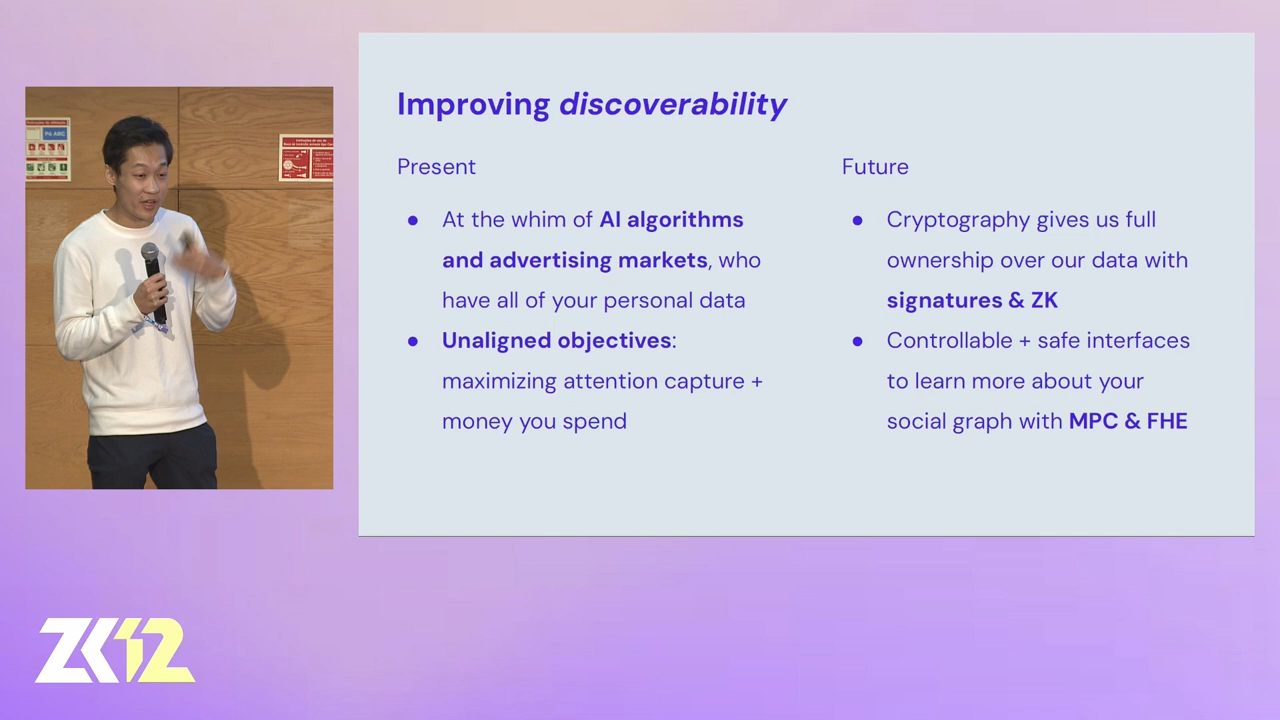 Improving discoverability
Present
At the whim of AI algorithms
and advertising markets, who
have all of your personal data
Unaligned objectives:
maximizing attention capture +
money you spend
Future
Cryptography gives us full
ownership over our data with
signatures & ZK
Controllable + safe interfaces
to learn more about your
social graph with MPC & FHE
Pó ABC
ZK12